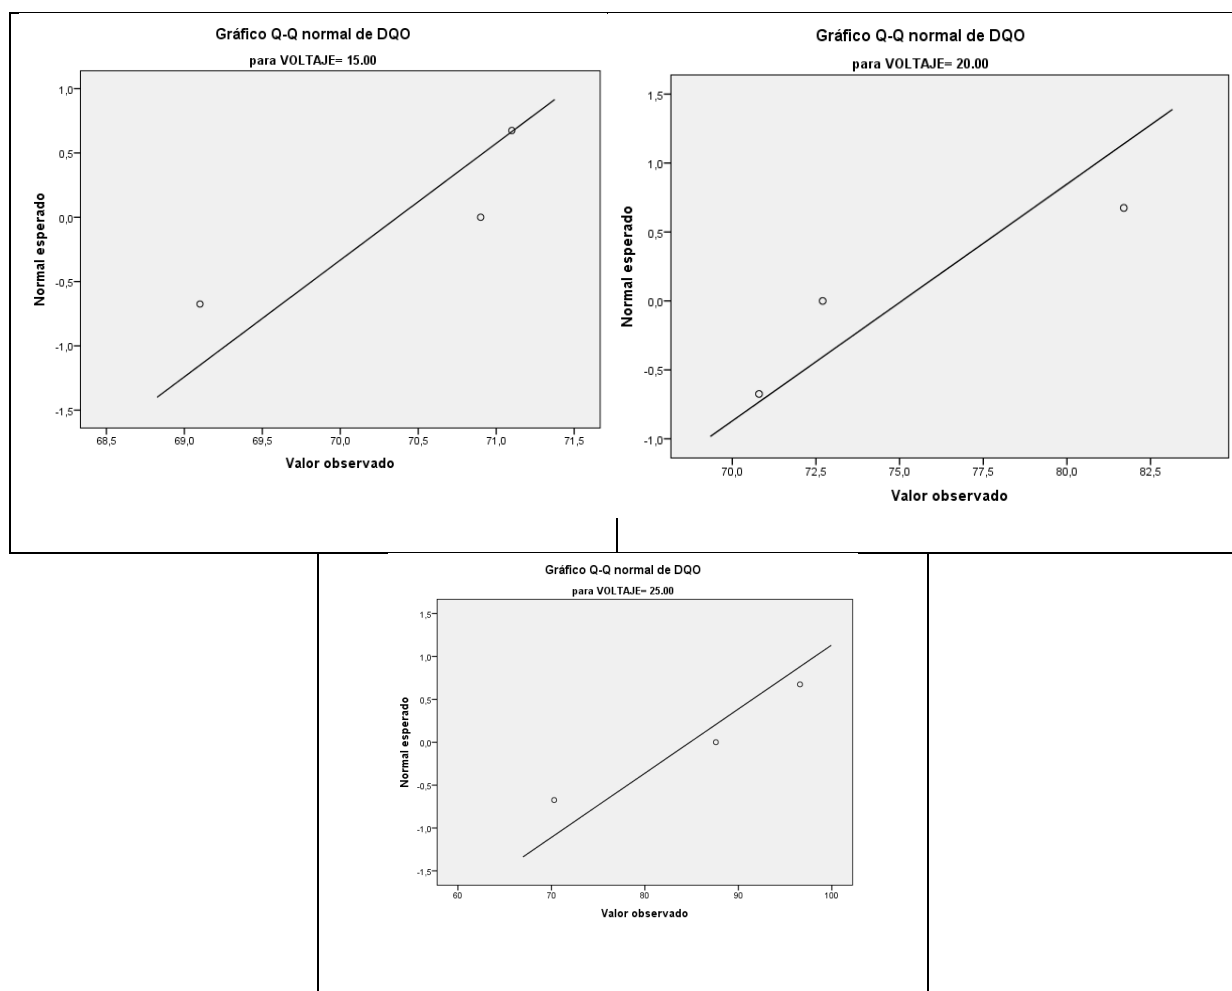 Gráfico Q-Q normal de DQO
para VOLTAJE= 15.00
1,0
0,5
0,0
-0,5
-1,0
-1,5
Normal esperado
68,5 69,0 69,5 70,0 70,5 71,0 71,5
Valor observado
Gráfico Q-Q normal de DQO
para VOLTAJE= 20.00
1,5
1,0
0,5
0,0
-0,5
-1,0
Normal esperado
70,0 72,5 75,0 77,5 80,0 82,5
Valor observado
Gráfico Q-Q normal de DQO
para VOLTAJE= 25.00
1,5
1,0
0,5
0,0
-0,5
-1,0
-1,5
Normal esperado
60 70 80 90 100
Valor observado